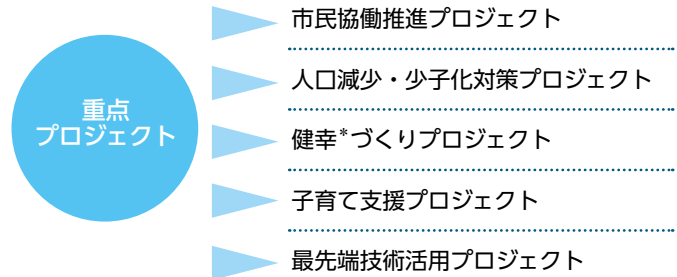 重点
プロジェクト
市民協働推進プロジェクト
人口減少・少子化対策プロジェクト
健幸*づくりプロジェクト
子育て支援プロジェクト
最先端技術活用プロジェクト